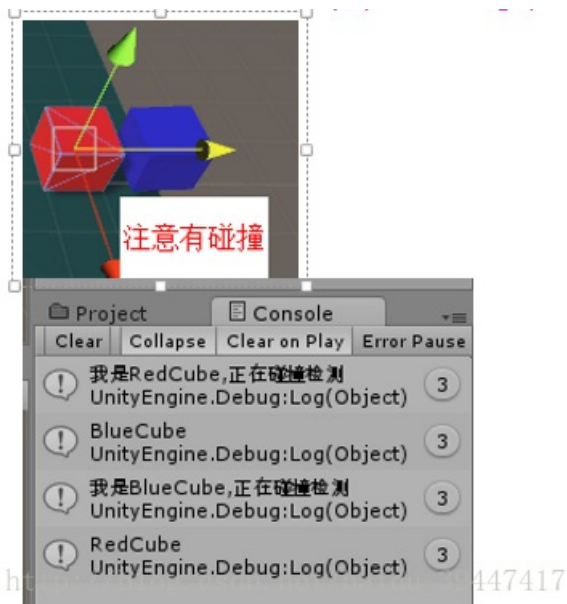 注意有碰撞
Project
Console
Clear
Collapse
Clear on Play
Error Pause
我是RedCube,正在碰撞检测
UnityEngine.Debug:Log(Object)
3
BlueCube
UnityEngine.Debug:Log(Object)
3
我是BlueCube,正在碰撞检测
UnityEngine.Debug:Log(Object)
3
RedCube
UnityEngine.Debug:Log(Object)
3
447417